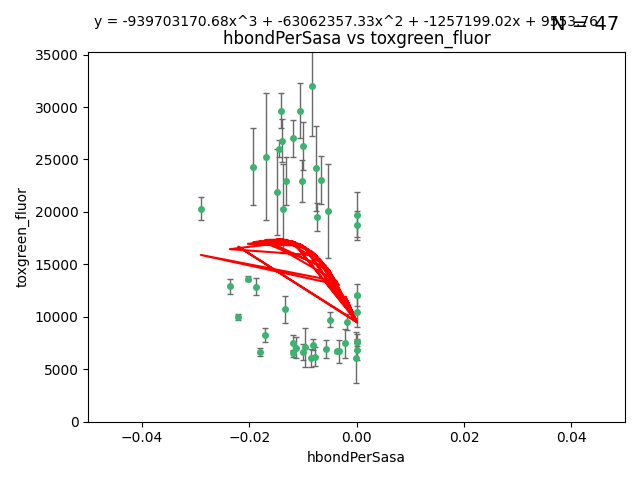 y = -939703170.68x^3 + -63062357.33x^2 + -1257199.02x + 9553.76
N = 47
hbondPerSasa vs toxgreen_fluor
35000
30000
25000
20000
15000
10000
5000
0
toxgreen_fluor
−0.04
−0.02
0.00
0.02
0.04
hbondPerSasa